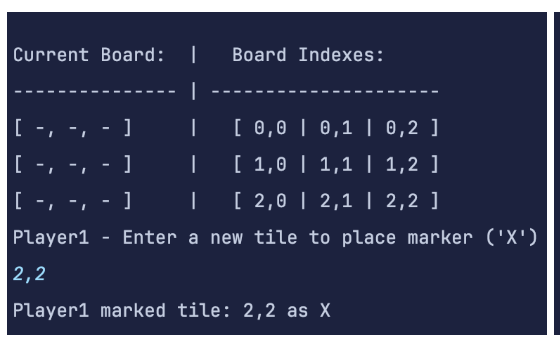 Current Board:  |   Board Indexes:
--------------- | ---------------------
[ -, -, - ]     |   [ 0,0 | 0,1 | 0,2 ]
[ -, -, - ]     |   [ 1,0 | 1,1 | 1,2 ]
[ -, -, - ]     |   [ 2,0 | 2,1 | 2,2 ]
Player1 - Enter a new tile to place marker ('X')
2,2
Player1 marked tile: 2,2 as X